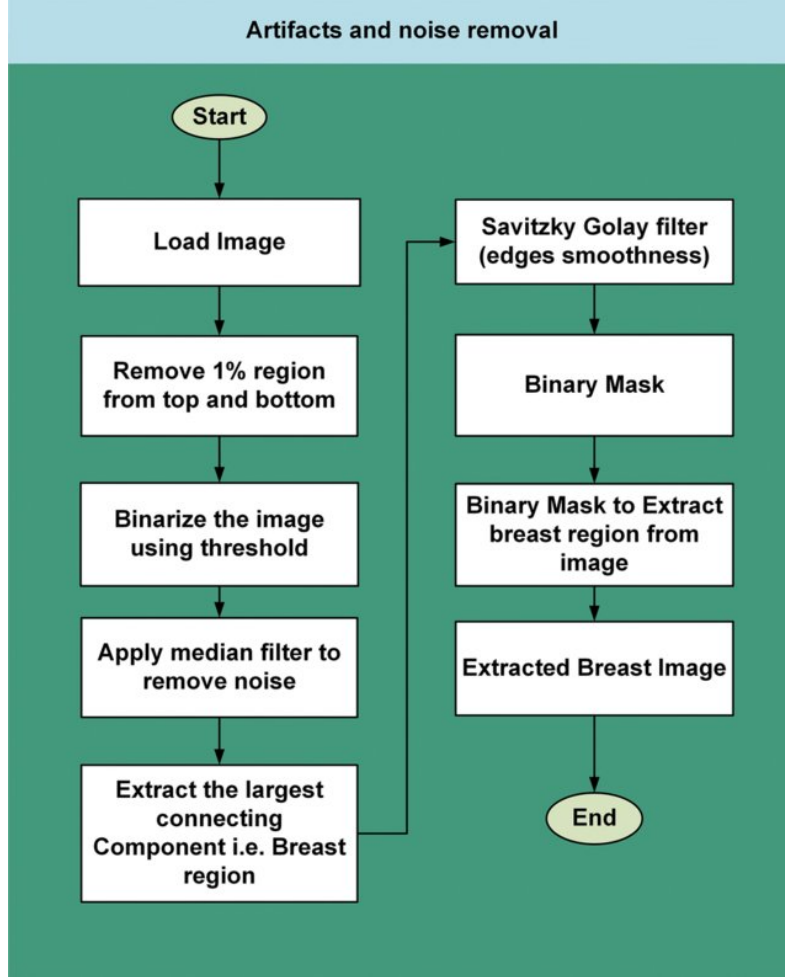 Artifacts and noise removal
Start
Load Image
Remove 1% region
from top and bottom
Binarize the image
using threshold
Apply median filter to
remove noise
Extract the largest
connecting
Component i.e. Breast
region
Savitzky Golay filter
(edges smoothness)
Binary Mask
Binary Mask to Extract
breast region from
image
Extracted Breast Image
End